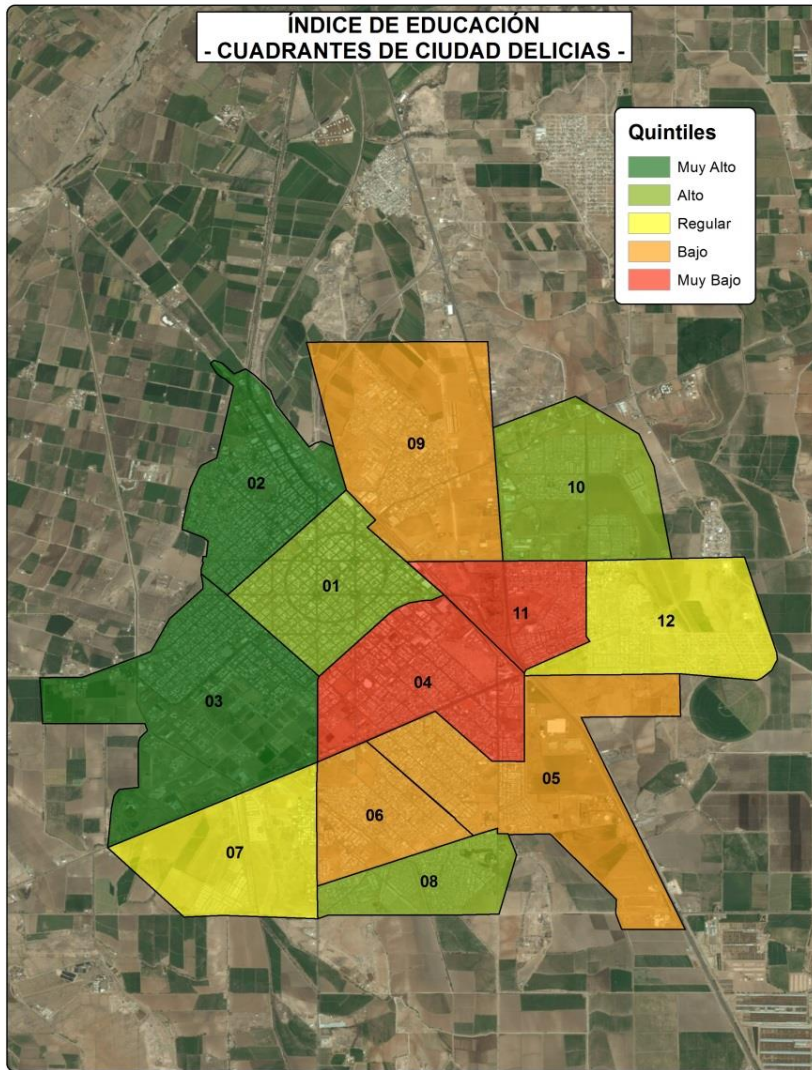 ÍNDICE DE EDUCACIÓN
- CUADRANTES DE CIUDAD DELICIAS -
Quintiles
Muy Alto
Alto
Regular
Bajo
Muy Bajo
09
02
10
01
11
12
04
03
05
06
07
08